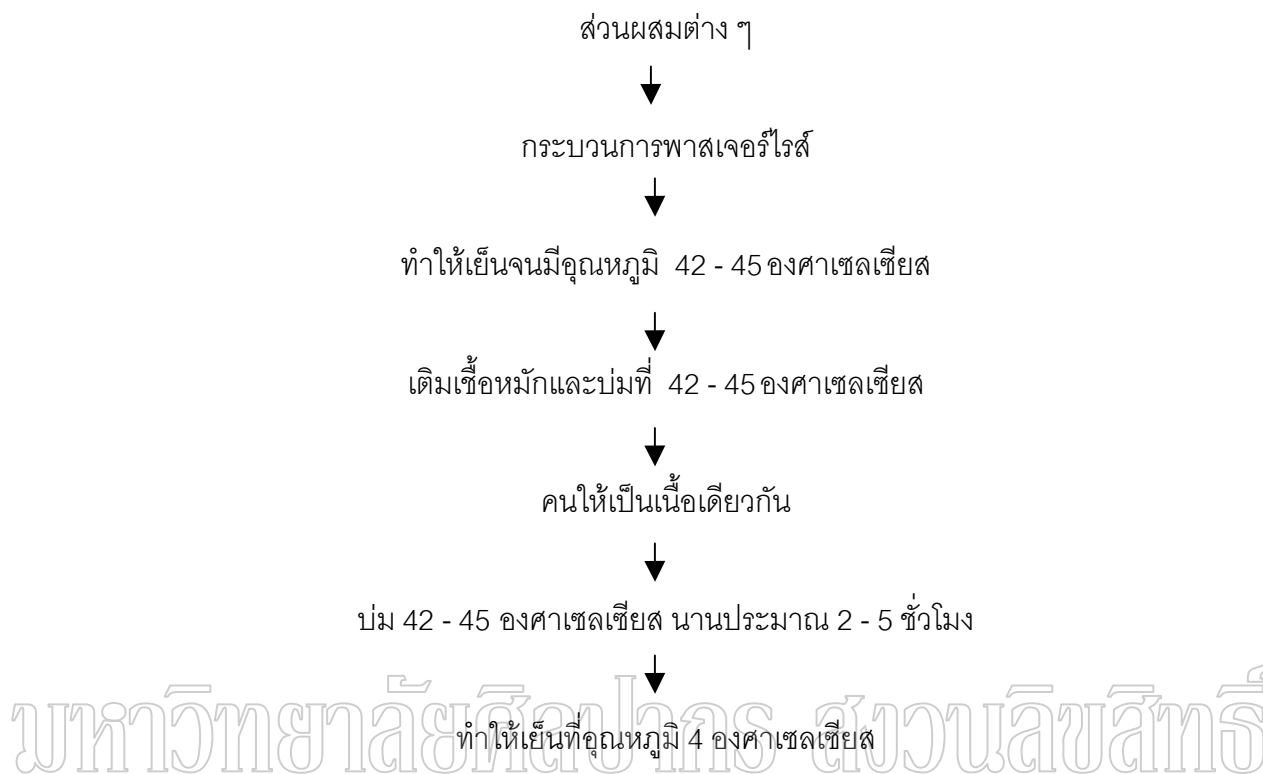 ส่วนผสมต่าง ๆ
กระบวนการพาสเจอร์ไรส์
ทำให้เย็นจนมีอุณหภูมิ 42 - 45 องศาเซลเซียส
เติมเชื้อหมักและบ่มที่ 42 - 45 องศาเซลเซียส
คนให้เป็นเนื้อเดียวกัน
บ่ม 42 - 45 องศาเซลเซียส นานประมาณ 2 - 5 ชั่วโมง
ทำให้เย็นที่อุณหภูมิ 4 องศาเซลเซียส
มหาวิทยาลัยศิลปากร สงวนลิขสิทธิ์